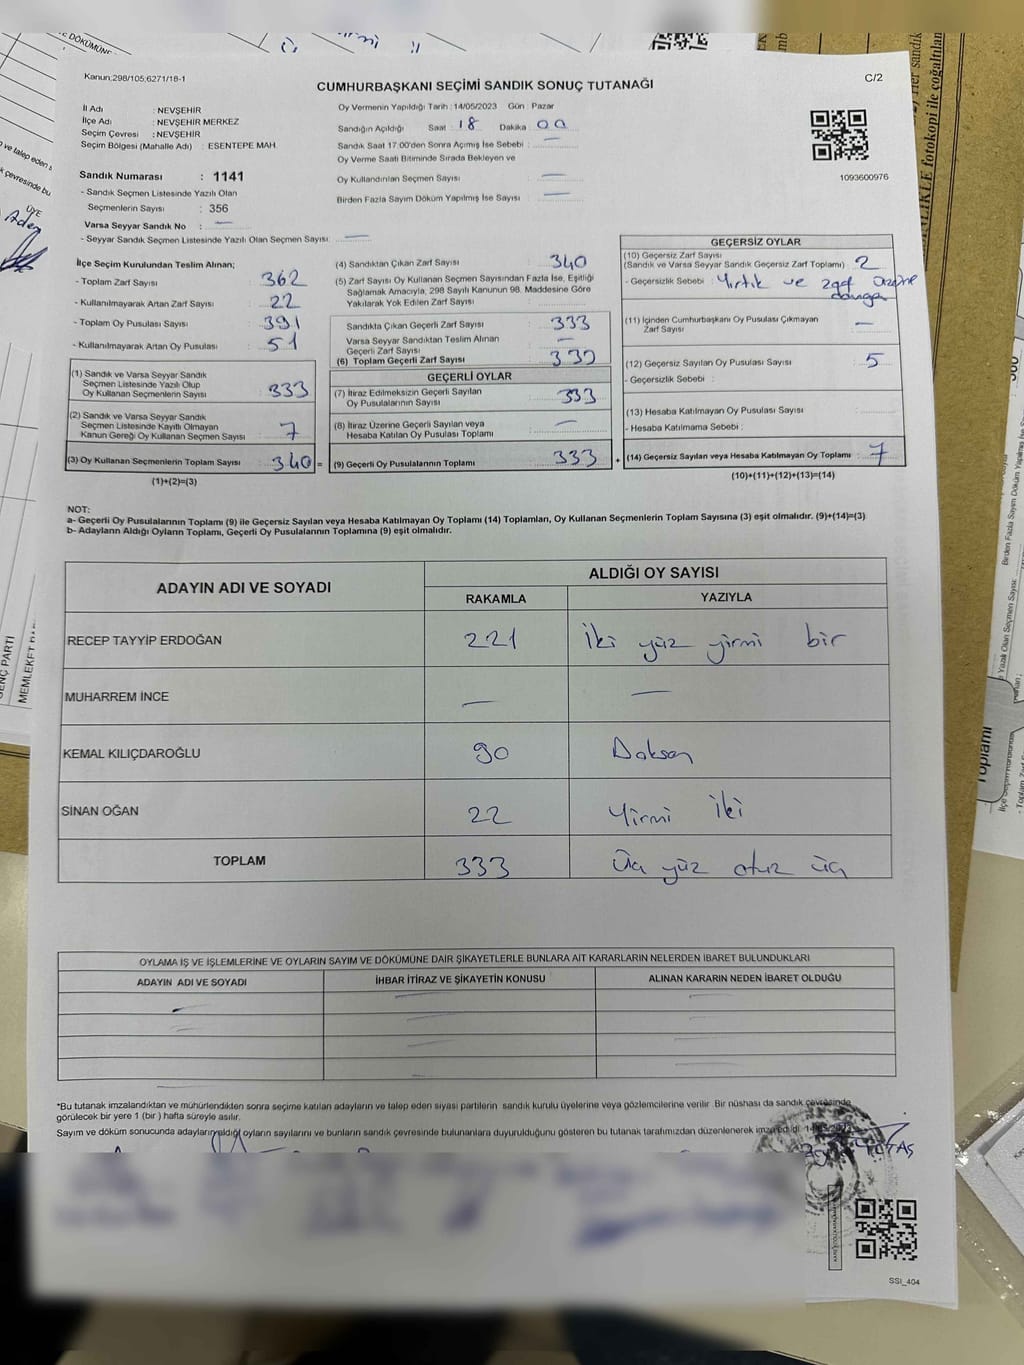 Kanun;298/105;6271/18-1
C/2
CUMHURBAŞKANI SEÇİMİ SANDIK SONUÇ TUTANAĞI
İl Adı : NEVŞEHİR
İlçe Adı : NEVŞEHİR MERKEZ
Seçim Çevresi : NEVŞEHİR
Seçim Bölgesi (Mahalle Adı) : ESENTEPE MAH.
Oy Vermenin Yapıldığı Tarih : 14/05/2023 Gün : Pazar
Sandığın Açıldığı Saat 18 Dakika 00
Sandık Saat 17:00'den Sonra Açımış İse Sebebi : —
Oy Verme Saati Bitiminde Sırada Bekleyen ve
Oy Kullandırılan Seçmen Sayısı : —
Birden Fazla Sayım Döküm Yapılmış İse Sayısı : —
1093600976
Sandık Numarası : 1141
- Sandık Seçmen Listesinde Yazılı Olan
Seçmenlerin Sayısı : 356
Varsa Seyyar Sandık No : —
- Seyyar Sandık Seçmen Listesinde Yazılı Olan Seçmen Sayısı: —
İlçe Seçim Kurulundan Teslim Alınan;
- Toplam Zarf Sayısı : 362
- Kullanılmayarak Artan Zarf Sayısı : 22
- Toplam Oy Pusulası Sayısı : 391
- Kullanılmayarak Artan Oy Pusulası : 51
(1) Sandık ve Varsa Seyyar Sandık
Seçmen Listesinde Yazılı Olup
Oy Kullanan Seçmenlerin Sayısı : 333
(2) Sandık ve Varsa Seyyar Sandık
Seçmen Listesinde Kayıtlı Olmayan
Kanun Gereği Oy Kullanan Seçmen Sayısı : 7
(3) Oy Kullanan Seçmenlerin Toplam Sayısı : 340 =
(1)+(2)=(3)
(4) Sandıktan Çıkan Zarf Sayısı : 340
(5) Zarf Sayısı Oy Kullanan Seçmen Sayısından Fazla İse, Eşitliği
Sağlamak Amacıyla, 298 Sayılı Kanunun 98. Maddesine Göre
Yakılarak Yok Edilen Zarf Sayısı :
Sandıkta Çıkan Geçerli Zarf Sayısı : 333
Varsa Seyyar Sandıktan Teslim Alınan
Geçerli Zarf Sayısı : —
(6) Toplam Geçerli Zarf Sayısı :
GEÇERLİ OYLAR
(7) İtiraz Edilmeksizin Geçerli Sayılan
Oy Pusulalarının Sayısı : 333
(8) İtiraz Üzerine Geçerli Sayılan veya
Hesaba Katılan Oy Pusulası Toplamı : —
(9) Geçerli Oy Pusulalarının Toplamı : 333 +
GEÇERSİZ OYLAR
(10) Geçersiz Zarf Sayısı
(Sandık ve Varsa Seyyar Sandık Geçersiz Zarf Toplamı) : 2
- Geçersizlik Sebebi : Yırtık ve zarf üzerine
damga
(11) İçinden Cumhurbaşkanı Oy Pusulası Çıkmayan
Zarf Sayısı : —
(12) Geçersiz Sayılan Oy Pusulası Sayısı : 5
- Geçersizlik Sebebi :
(13) Hesaba Katılmayan Oy Pusulası Sayısı :
- Hesaba Katılmama Sebebi :
(14) Geçersiz Sayılan veya Hesaba Katılmayan Oy Toplamı : 7
(10)+(11)+(12)+(13)=(14)
NOT:
a- Geçerli Oy Pusulalarının Toplamı (9) ile Geçersiz Sayılan veya Hesaba Katılmayan Oy Toplamı (14) Toplamları, Oy Kullanan Seçmenlerin Toplam Sayısına (3) eşit olmalıdır. (9)+(14)=(3)
b- Adayların Aldığı Oyların Toplamı, Geçerli Oy Pusulalarının Toplamına (9) eşit olmalıdır.
ADAYIN ADI VE SOYADI
ALDIĞI OY SAYISI
RAKAMLA YAZIYLA
RECEP TAYYİP ERDOĞAN 221 İki yüz yirmi bir
MUHARREM İNCE — —
KEMAL KILIÇDAROĞLU 90 Doksan
SİNAN OĞAN 22 Yirmi iki
TOPLAM 333 Üç yüz otuz üç
OYLAMA İŞ VE İŞLEMLERİNE VE OYLARIN SAYIM VE DÖKÜMÜNE DAİR ŞİKAYETLERLE BUNLARA AİT KARARLARIN NELERDEN İBARET BULUNDUKLARI
ADAYIN ADI VE SOYADI İHBAR İTİRAZ VE ŞİKAYETİN KONUSU ALINAN KARARIN NEDEN İBARET OLDUĞU
*Bu tutanak imzalandıktan ve mühürlendikten sonra seçime katılan adayların ve talep eden siyasi partilerin sandık kurulu üyelerine veya gözlemcilerine verilir. Bir nüshası da sandık çevresinde
görülecek bir yere 1 (bir ) hafta süreyle asılır.
Sayım ve döküm sonucunda adayların aldığı oyların sayılarını ve bunların sandık çevresinde bulunanlara duyurulduğunu gösteren bu tutanak tarafımızdan düzenlenerek
SSI_404
DÖKÜMÜNE
ÜYE
Adem
GENÇ PARTİ
Toplamı
fotokopi ile çoğaltılan